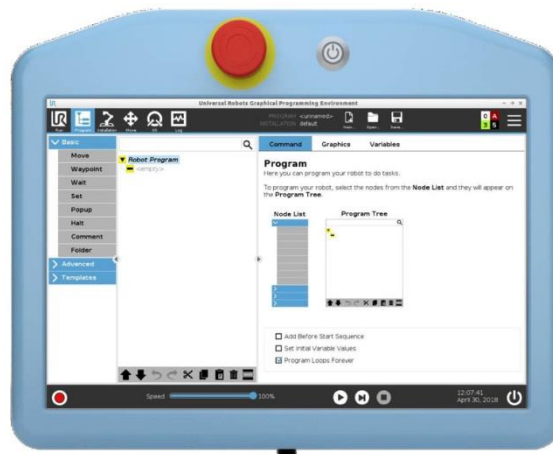 Universal Robots Graphical Programming Environment
UR
Run
Program
Installation
Move
I/O
Log
PROGRAM <unnamed>
INSTALLATION default
New...
Open...
Save...
Basic
Move
Waypoint
Wait
Set
Popup
Halt
Comment
Folder
Advanced
Templates
Robot Program
<empty>
Command Graphics Variables
Program
Here you can program your robot to do tasks.
To program your robot, select the nodes from the Node List and they will appear on
the Program Tree.
Node List Program Tree
Add Before Start Sequence
Set Initial Variable Values
Program Loops Forever
Speed 100%
12:07:41
April 30, 2018